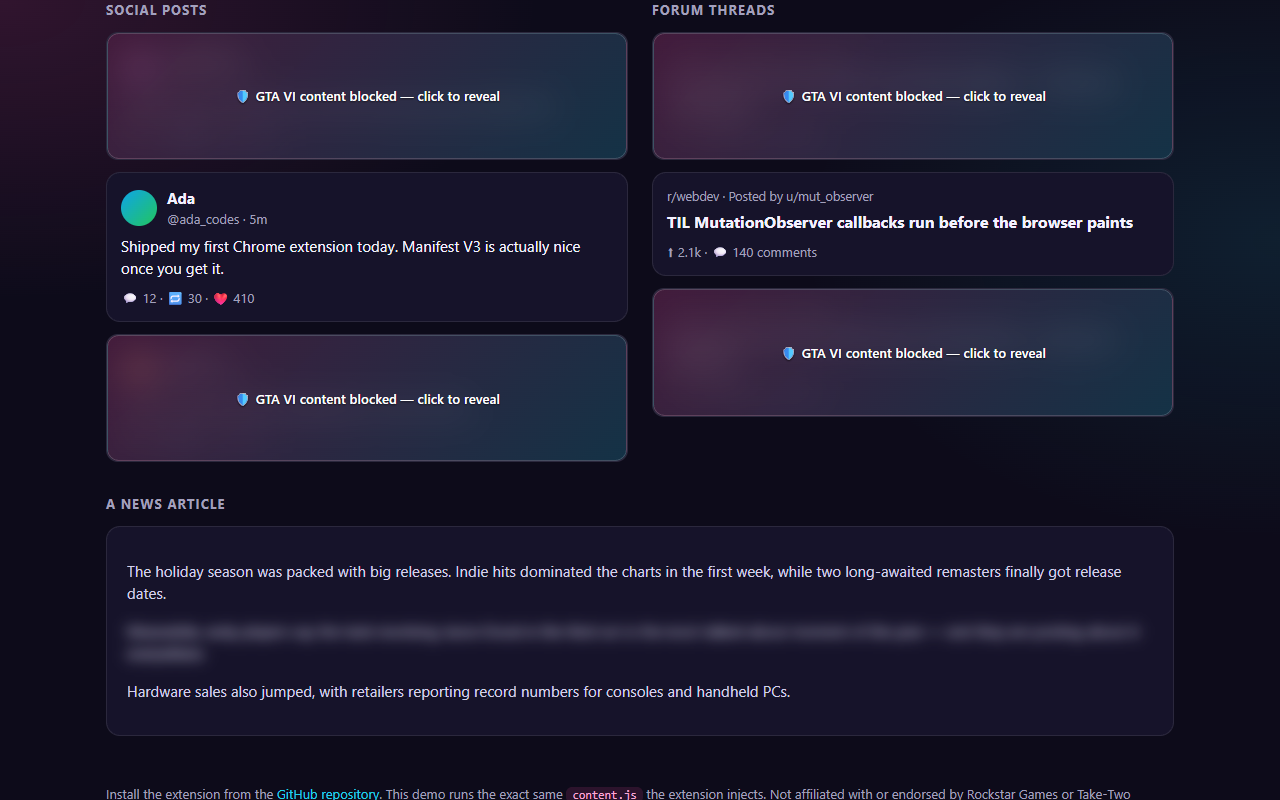 SOCIAL POSTS
GTA VI content blocked — click to reveal
Ada
@ada_codes · 5m
Shipped my first Chrome extension today. Manifest V3 is actually nice
once you get it.
12 · 30 · 410
GTA VI content blocked — click to reveal
FORUM THREADS
GTA VI content blocked — click to reveal
r/webdev · Posted by u/mut_observer
TIL MutationObserver callbacks run before the browser paints
↑ 2.1k · 140 comments
GTA VI content blocked — click to reveal
A NEWS ARTICLE
The holiday season was packed with big releases. Indie hits dominated the charts in the first week, while two long-awaited remasters finally got release
dates.
Hardware sales also jumped, with retailers reporting record numbers for consoles and handheld PCs.
Install the extension from the GitHub repository. This demo runs the exact same content.js the extension injects. Not affiliated with or endorsed by Rockstar Games or Take-Two